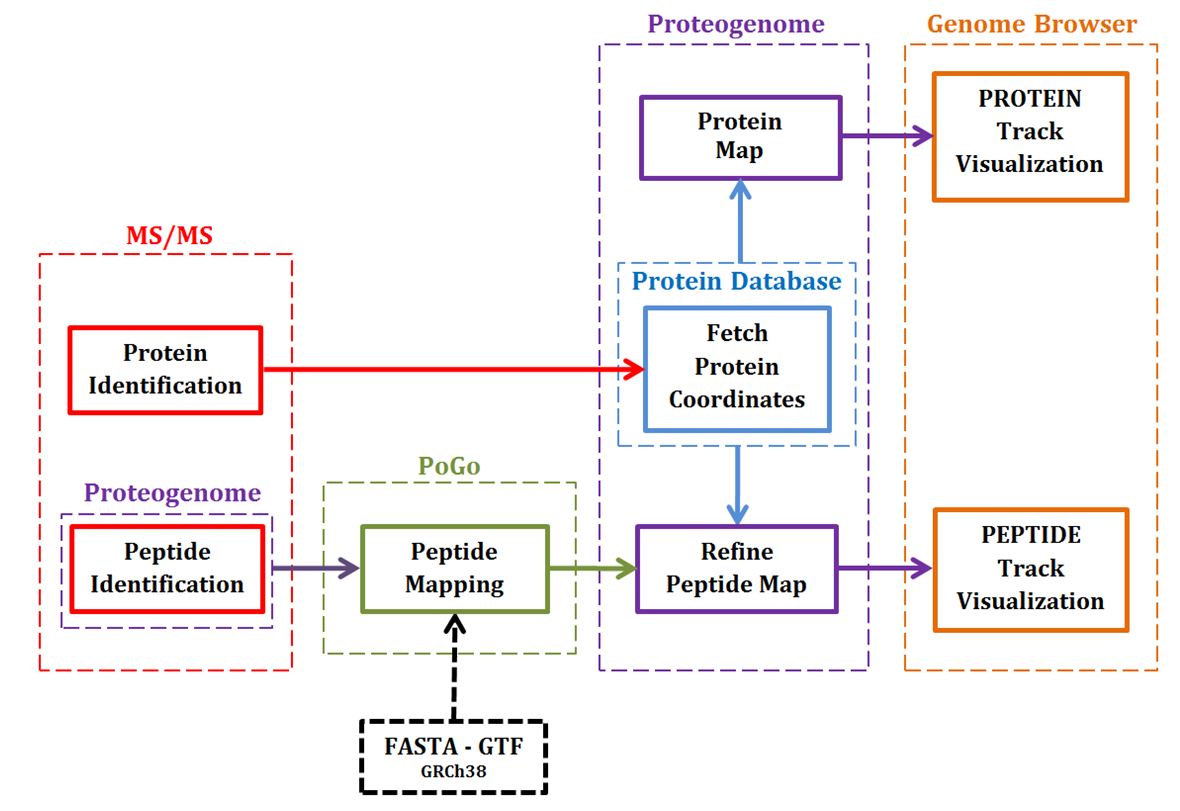 Proteogenome
Genome Browser
Protein
Map
PROTEIN
Track
Visualization
MS/MS
Protein Database
Protein
Identification
Fetch
Protein
Coordinates
Proteogenome
PoGo
Peptide
Identification
Peptide
Mapping
Refine
Peptide Map
PEPTIDE
Track
Visualization
FASTA - GTF
GRCh38